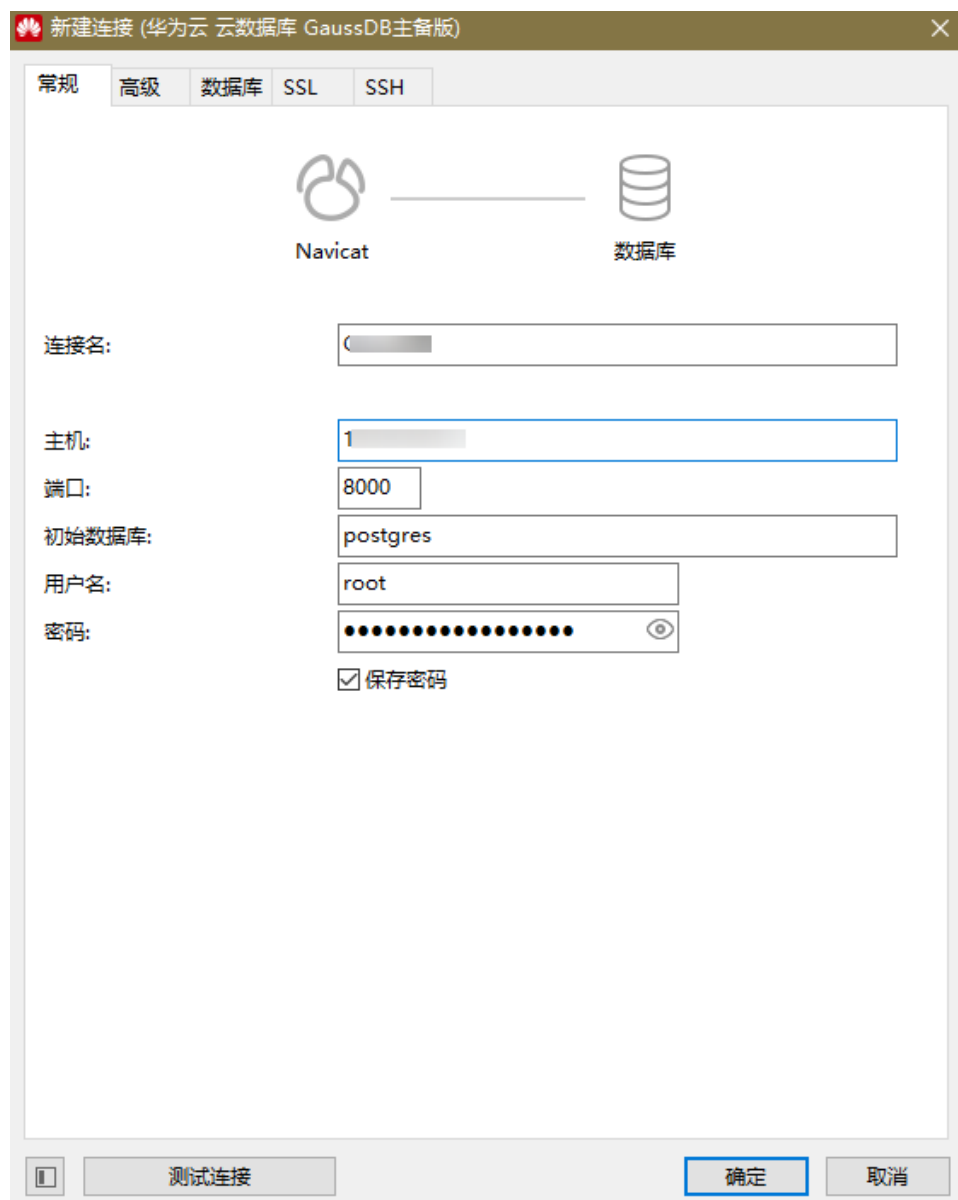 新建连接 (华为云 云数据库 GaussDB主备版)
常规 高级 数据库 SSL SSH
Navicat 数据库
连接名:
主机: 1
端口: 8000
初始数据库: postgres
用户名: root
密码: ●●●●●●●●●●●●●●●●●
保存密码
测试连接 确定 取消